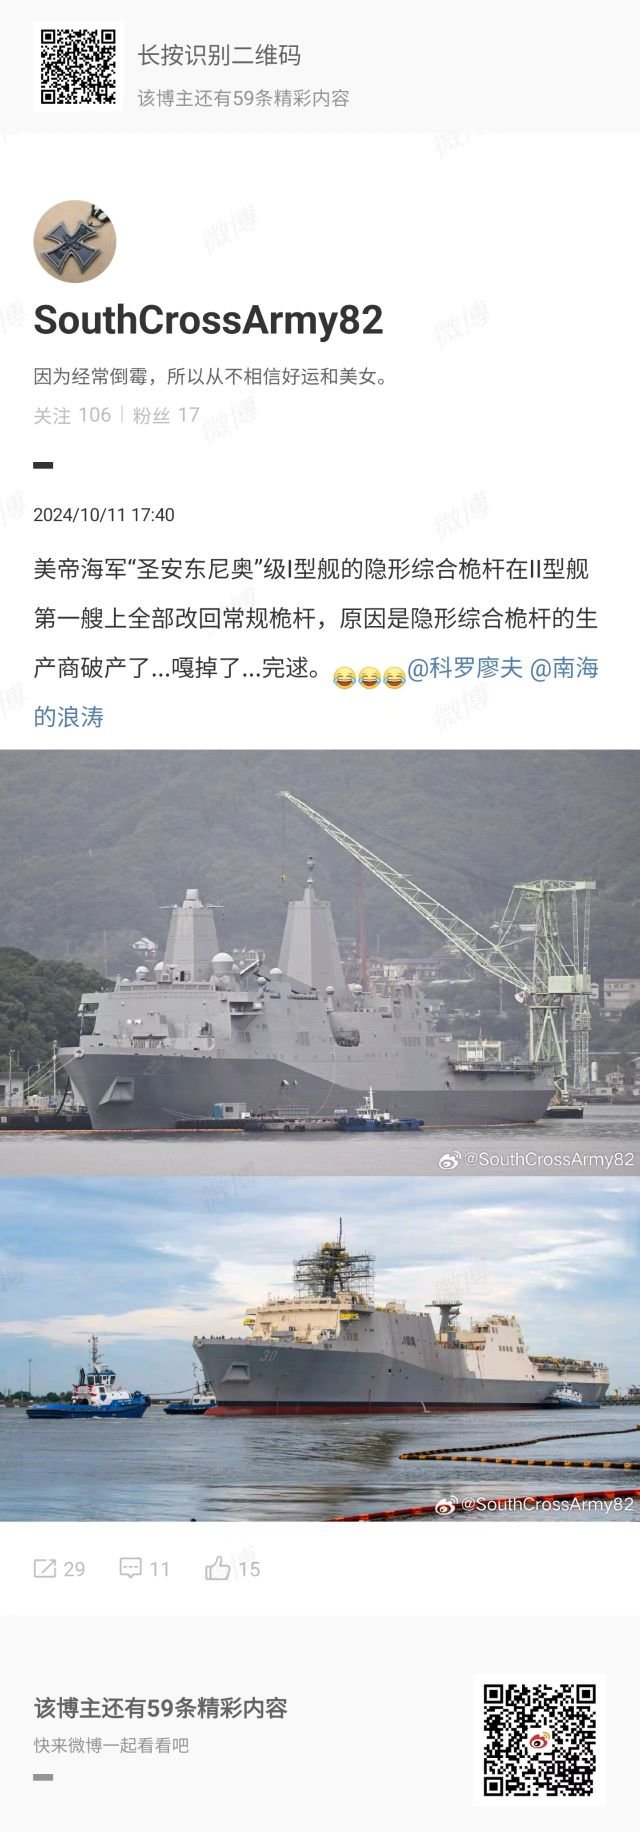 长按识别二维码
该博主还有59条精彩内容
SouthCrossArmy82
因为经常倒霉，所以从不相信好运和美女。
关注 106 | 粉丝 17
2024/10/11 17:40
美帝海军“圣安东尼奥”级I型舰的隐形综合桅杆在II型舰
第一艘上全部改回常规桅杆，原因是隐形综合桅杆的生
产商破产了...嘎掉了...完逑。😂😂😂@科罗廖夫 @南海
的浪涛
@SouthCrossArmy82
30
@SouthCrossArmy82
29 11 15
该博主还有59条精彩内容
快来微博一起看看吧
微博